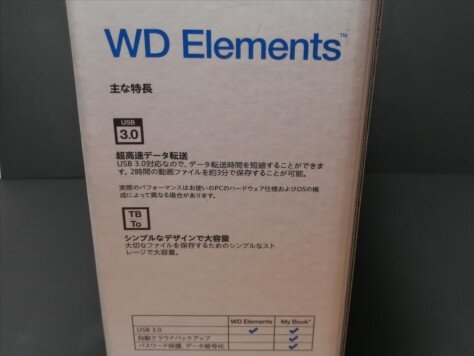 WD Elements™
主な特長
USB
3.0
超高速データ転送
USB 3.0対応なので、データ転送時間を短縮することができま
す。2時間の動画ファイルを約3分で保存することが可能。
実際のパフォーマンスはお使いのPCのハードウェア仕様およびOSの構
成によって異なる場合があります。
TB
To
シンプルなデザインで大容量
大切なファイルを保存するためのシンプルなスト
レージで大容量。
WD Elements My Book®
USB 3.0 ✓ ✓
自動クラウドバックアップ ✓
パスワード保護、データ暗号化 ✓